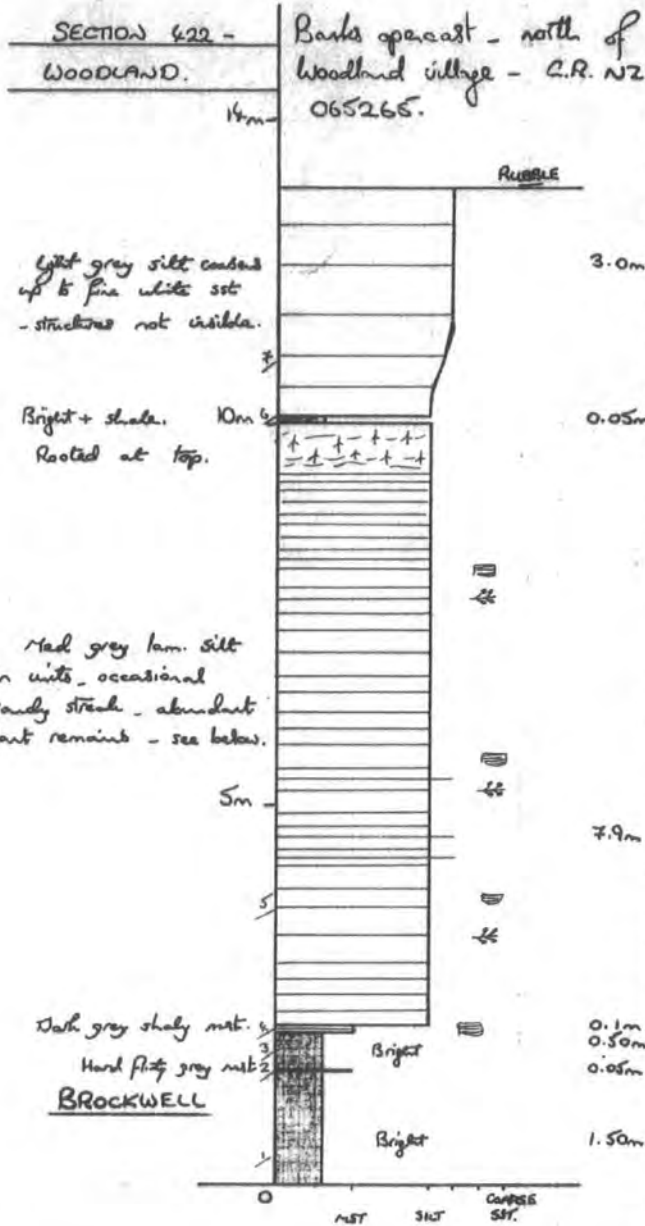 SECTION 422 -
WOODLAND.
Banks opencast - north of
Woodland village - G.R. NZ
065265.
14m
RUBBLE
Light grey silt coarsens
up to fine white sst
- structures not visible.
3.0m
7
Bright + shale.
10m
6
0.05m
Rooted at top.
Med grey lam. silt
units - occasional
streak - abundant
remains - see below.
5m
7.9m
5
Dark grey shaly mst.
4
0.1m
3
Bright
0.50m
Hard grey mst
2
0.05m
BROCKWELL
Bright
1.50m
1
0
MST
SILT
COARSE
SST.